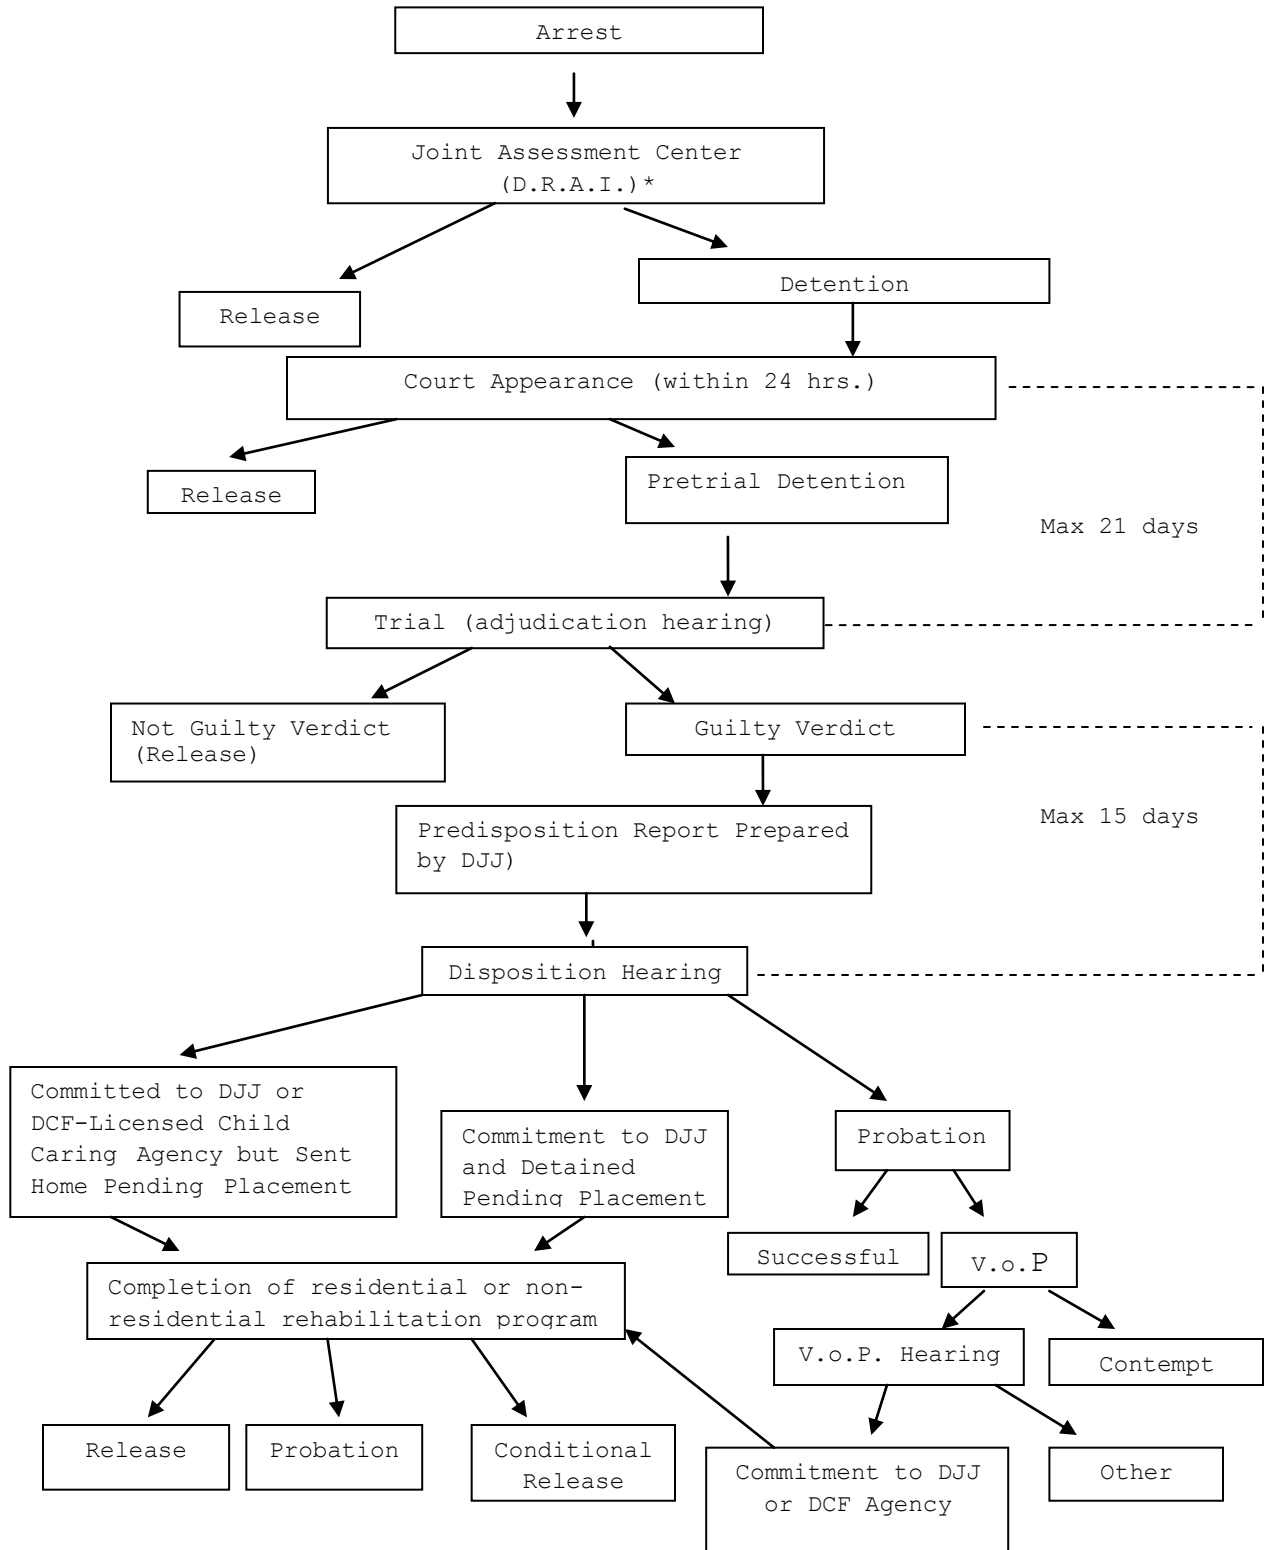 Arrest
Joint Assessment Center
(D.R.A.I.)*
Detention
Release
Court Appearance (within 24 hrs.)
Pretrial Detention
Release
Max 21 days
Trial (adjudication hearing)
Not Guilty Verdict
(Release)
Guilty Verdict
Max 15 days
Predisposition Report Prepared
by DJJ)
Disposition Hearing
Committed to DJJ or
DCF-Licensed Child
Caring Agency but Sent
Home Pending Placement
Commitment to DJJ
and Detained
Pending Placement
Probation
Successful
V.o.P
Completion of residential or non-
residential rehabilitation program
V.o.P. Hearing
Contempt
Release
Probation
Conditional
Release
Commitment to DJJ
or DCF Agency
Other